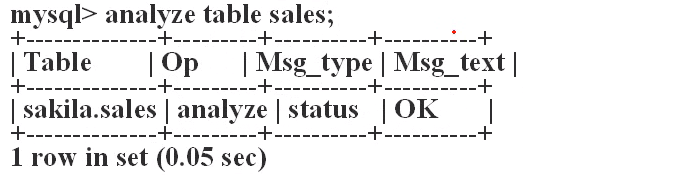 mysql> analyze table sales;
+--------------+---------+----------+----------+
| Table | Op | Msg_type | Msg_text |
+--------------+---------+----------+----------+
| sakila.sales | analyze | status | OK |
+--------------+---------+----------+----------+
1 row in set (0.05 sec)